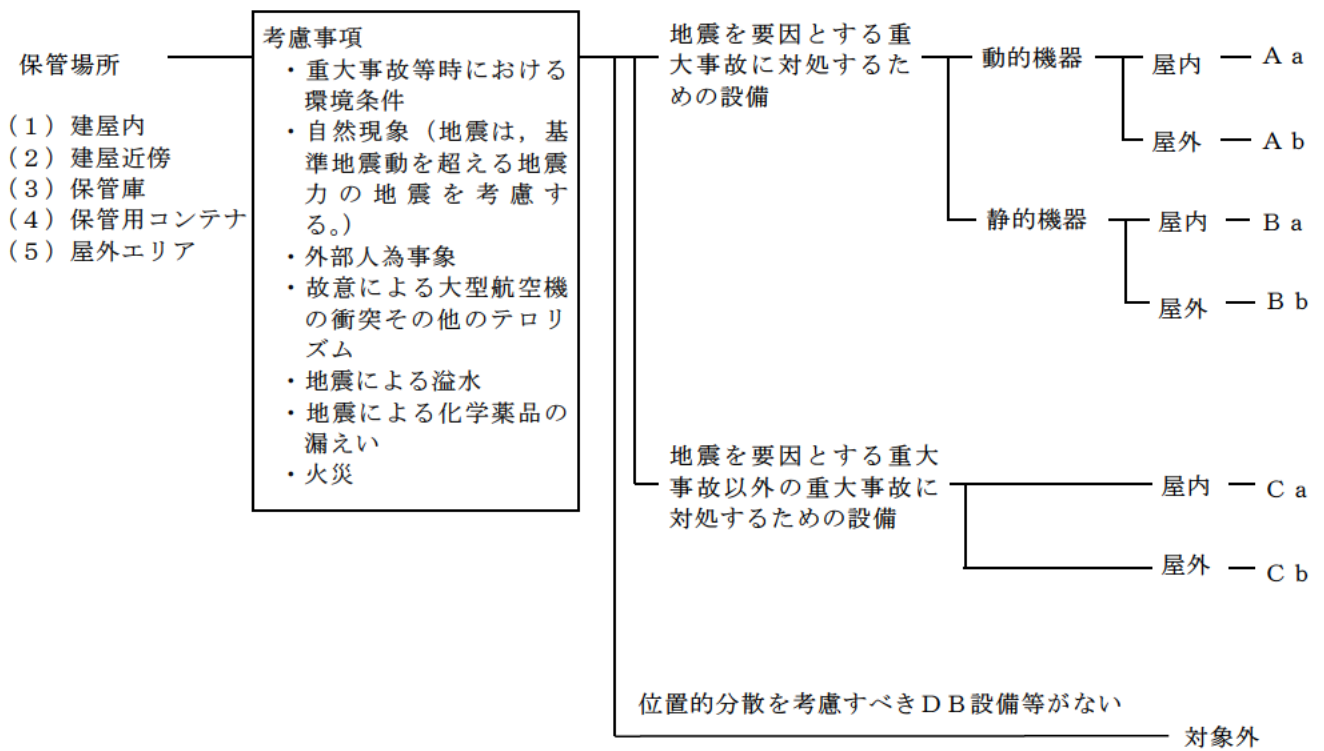 保管場所
(1)建屋内
(2)建屋近傍
(3)保管庫
(4)保管用コンテナ
(5)屋外エリア
考慮事項
・重大事故等時における
環境条件
・自然現象(地震は,基
準地震動を超える地震
力の地震を考慮す
る。)
・外部人為事象
・故意による大型航空機
の衝突その他のテロリ
ズム
・地震による溢水
・地震による化学薬品の
漏えい
・火災
地震を要因とする重
大事故に対処するた
めの設備
動的機器
屋内
Aa
屋外
Ab
静的機器
屋内
Ba
屋外
Bb
地震を要因とする重大
事故以外の重大事故に
対処するための設備
屋内
Ca
屋外
Cb
位置的分散を考慮すべきDB設備等がない
対象外